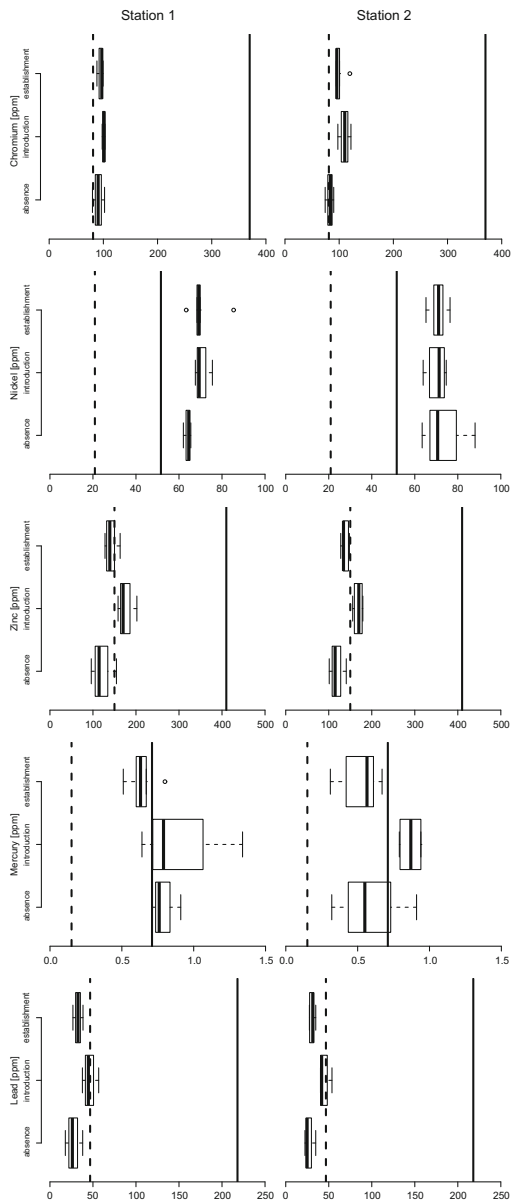 Station 1 Station 2
Chromium [ppm]
establishment
introduction
absence
0 100 200 300 400 0 100 200 300 400
Nickel [ppm]
establishment
introduction
absence
0 20 40 60 80 100 0 20 40 60 80 100
Zinc [ppm]
establishment
introduction
absence
0 100 200 300 400 500 0 100 200 300 400 500
Mercury [ppm]
establishment
introduction
absence
0.0 0.5 1.0 1.5 0.0 0.5 1.0 1.5
Lead [ppm]
establishment
introduction
absence
0 50 100 150 200 250 0 50 100 150 200 250